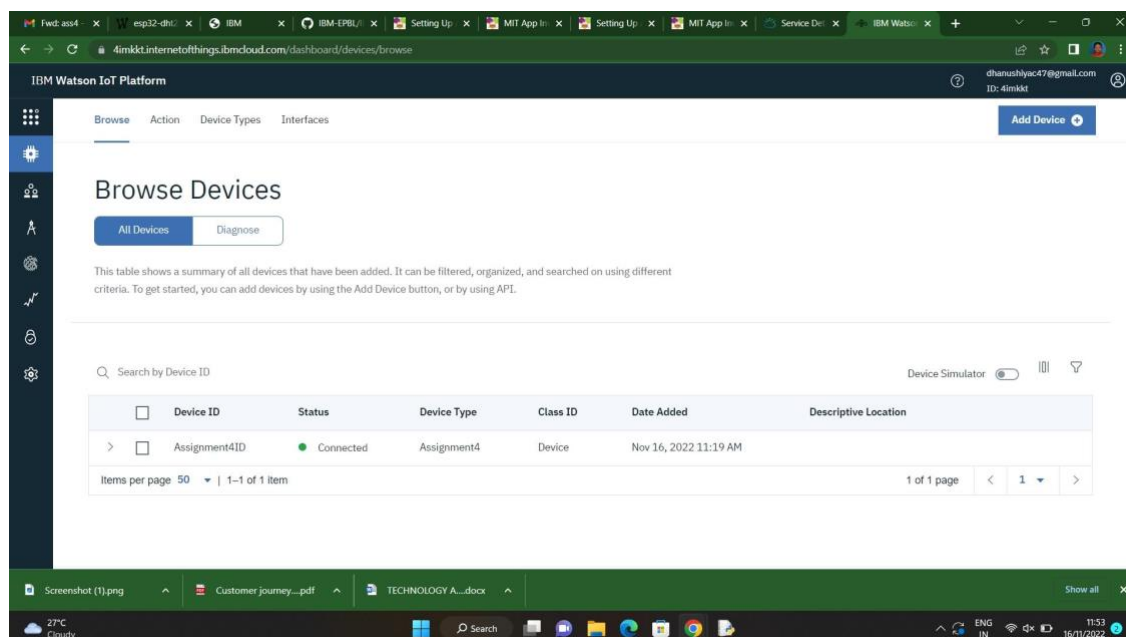 Fwd: ass4 - esp32-dht2 IBM IBM-EPBL/ Setting Up MIT App In Setting Up MIT App In Service Det IBM Watso
4imkkt.internetofthings.ibmcloud.com/dashboard/devices/browse
IBM Watson IoT Platform
dhanushiyac47@gmail.com
ID: 4imkkt
Browse Action Device Types Interfaces
Add Device
Browse Devices
All Devices Diagnose
This table shows a summary of all devices that have been added. It can be filtered, organized, and searched on using different
criteria. To get started, you can add devices by using the Add Device button, or by using API.
Search by Device ID
Device Simulator
Device ID Status Device Type Class ID Date Added Descriptive Location
Assignment4ID Connected Assignment4 Device Nov 16, 2022 11:19 AM
Items per page 50 | 1–1 of 1 item
1 of 1 page < 1 >
Screenshot (1).png Customer journey....pdf TECHNOLOGY A....docx Show all
27°C
Cloudy
Search
ENG
IN
11:53
16/11/2022
2